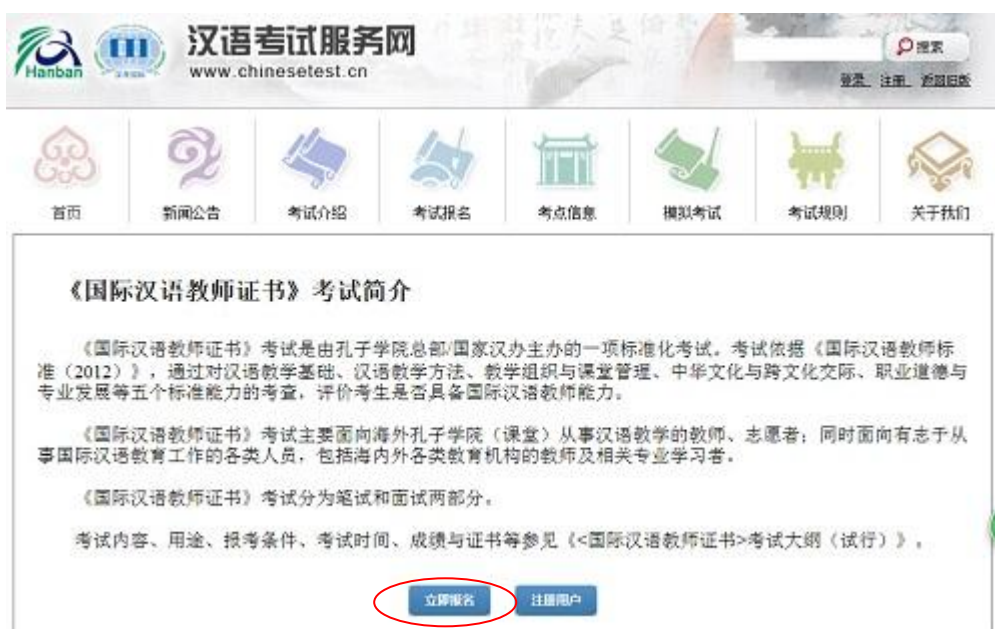 Hanban
汉语考试服务网
www.chinesetest.cn
搜索
登录 注册 返回旧版
首页 新闻公告 考试介绍 考试报名 考点信息 模拟考试 考试规则 关于我们
《国际汉语教师证书》考试简介
《国际汉语教师证书》考试是由孔子学院总部/国家汉办主办的一项标准化考试。考试依据《国际汉语教师标
准（2012）》，通过对汉语教学基础、汉语教学方法、教学组织与课堂管理、中华文化与跨文化交际、职业道德与
专业发展等五个标准能力的考查，评价考生是否具备国际汉语教师能力。
《国际汉语教师证书》考试主要面向海外孔子学院（课堂）从事汉语教学的教师、志愿者；同时面向有志于从
事国际汉语教育工作的各类人员，包括海内外各类教育机构的教师及相关专业学习者。
《国际汉语教师证书》考试分为笔试和面试两部分。
考试内容、用途、报考条件、考试时间、成绩与证书等参见《<国际汉语教师证书>考试大纲（试行）》。
立即报名 注册用户